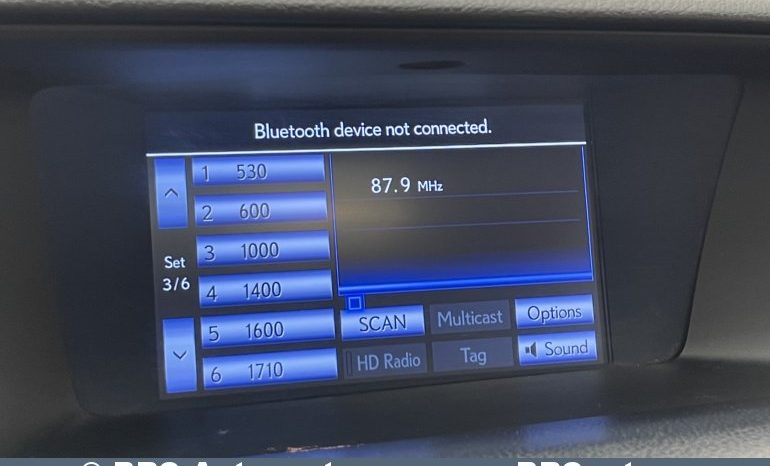 Bluetooth device not connected.
1 530
87.9 MHz
2 600
3 1000
Set
3/6
4 1400
5 1600
6 1710
SCAN
Multicast
Options
HD Radio
Tag
Sound